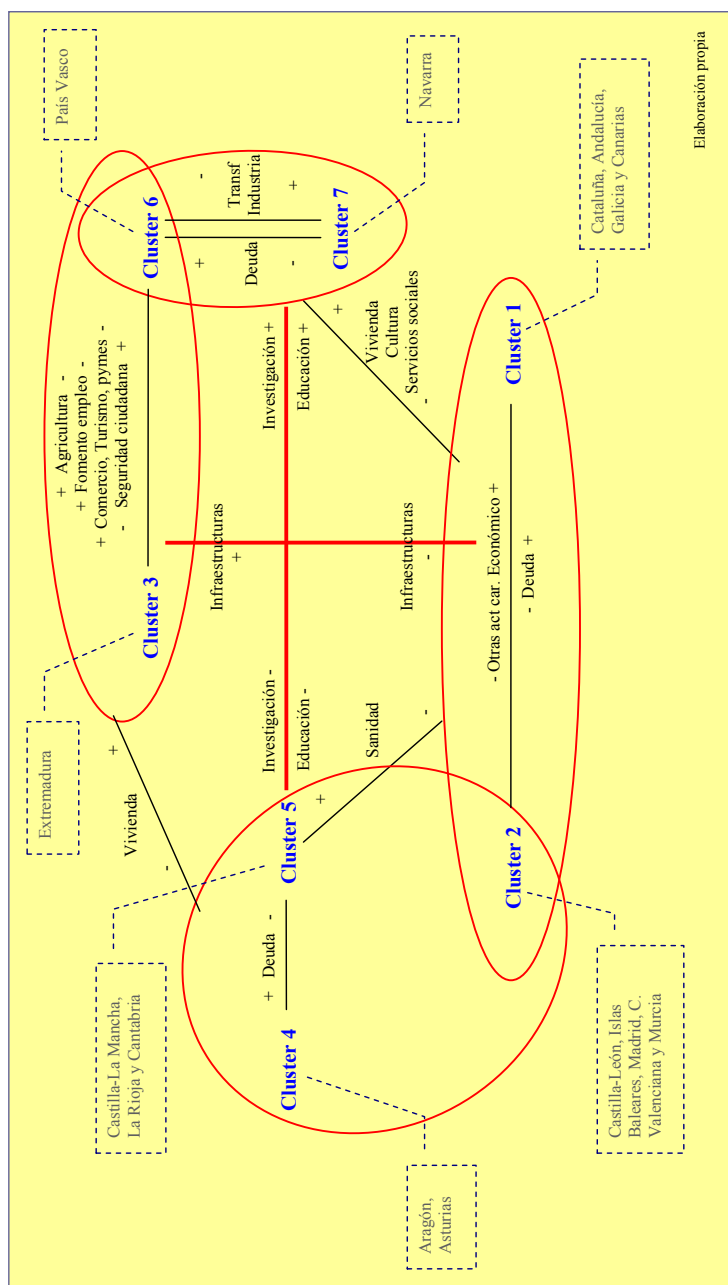 Extremadura
País Vasco
+ Agricultura -
+ Fomento empleo -
+ Comercio, Turismo, pymes -
- Seguridad ciudadana +
Cluster 3
Cluster 6
Castilla-La Mancha,
La Rioja y Cantabria
+
Vivienda
-
Infraestructuras
+
+
Deuda
-
-
Transf
Industria
+
Cluster 4
+ Deuda -
Cluster 5
Investigación -
Educación -
Investigación +
Educación +
Cluster 7
Navarra
+
Sanidad
-
Infraestructuras
-
+
Vivienda
Cultura
Servicios sociales
-
Aragón,
Asturias
Cluster 2
- Otras act car. Económico +
- Deuda +
Cluster 1
Castilla-León, Islas
Baleares, Madrid, C.
Valenciana y Murcia
Cataluña, Andalucía,
Galicia y Canarias
Elaboración propia